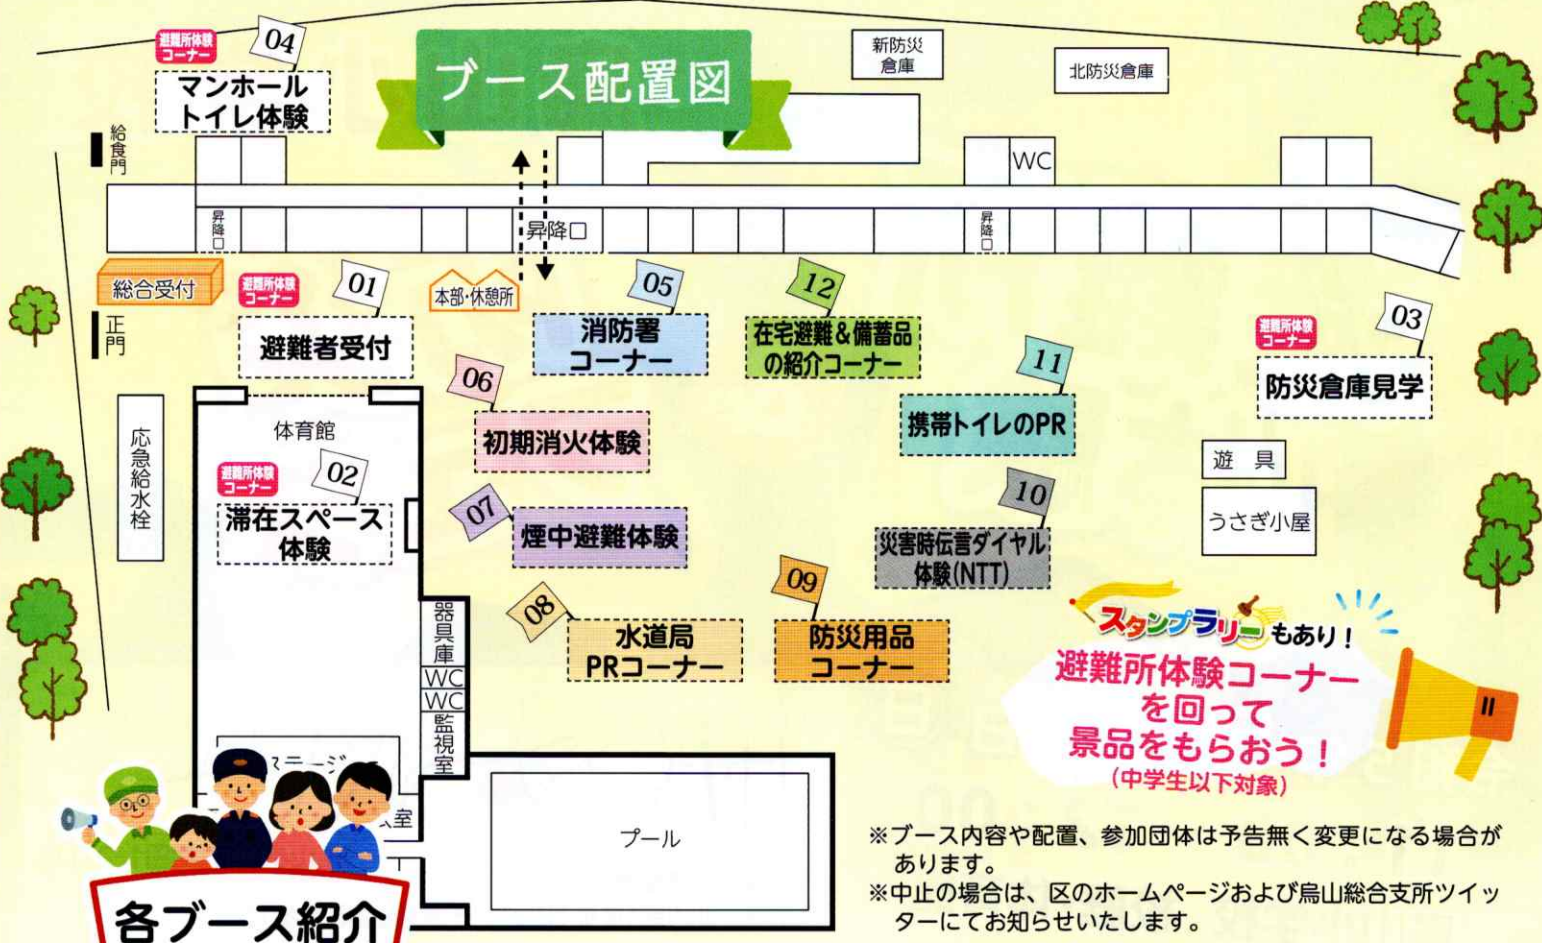 ブース配置図
避難所体験
コーナー
04
マンホール
トイレ体験
新防災
倉庫
北防災倉庫
給食門
WC
昇降口
昇降口
昇降口
総合受付
正門
避難所体験
コーナー
01
避難者受付
本部・休憩所
05
消防署
コーナー
12
在宅避難&備蓄品
の紹介コーナー
避難所体験
コーナー
03
防災倉庫見学
06
初期消火体験
11
携帯トイレのPR
応急給水栓
体育館
避難所体験
コーナー
02
滞在スペース
体験
07
煙中避難体験
10
災害時伝言ダイヤル
体験(NTT)
遊 具
うさぎ小屋
08
水道局
PRコーナー
09
防災用品
コーナー
器具庫
WC
WC
監視室
プール
スタンプラリーもあり!
避難所体験コーナー
を回って
景品をもらおう!
(中学生以下対象)
※ブース内容や配置、参加団体は予告無く変更になる場合が
あります。
※中止の場合は、区のホームページおよび烏山総合支所ツイッ
ターにてお知らせいたします。
各ブース紹介